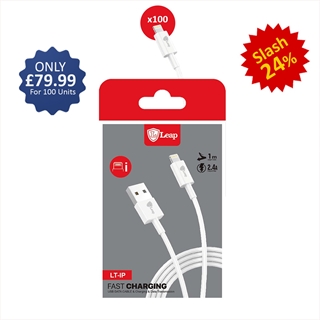 x100
ONLY
£79.99
For 100 Units
Slash
24%
Leap
i
1m
2.4A
LT-IP
FAST CHARGING